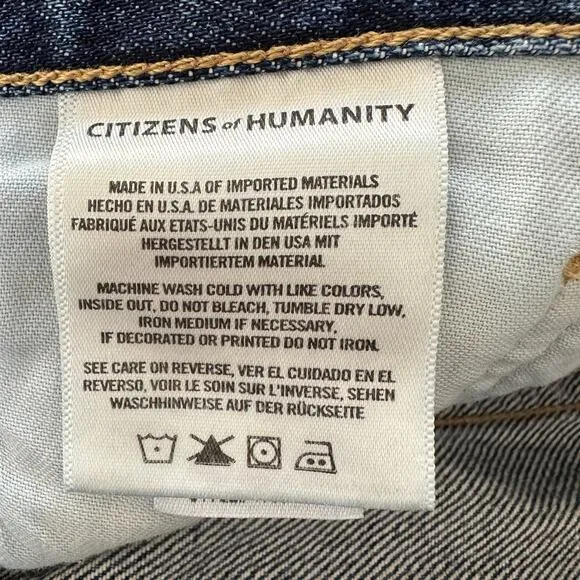 CITIZENS of HUMANITY
MADE IN U.S.A OF IMPORTED MATERIALS
HECHO EN U.S.A. DE MATERIALES IMPORTADOS
FABRIQUÉ AUX ETATS-UNIS DU MATÉRIELS IMPORTÉ
HERGESTELLT IN DEN USA MIT
IMPORTIERTEM MATERIAL
MACHINE WASH COLD WITH LIKE COLORS,
INSIDE OUT, DO NOT BLEACH, TUMBLE DRY LOW,
IRON MEDIUM IF NECESSARY,
IF DECORATED OR PRINTED DO NOT IRON.
SEE CARE ON REVERSE, VER EL CUIDADO EN EL
REVERSO, VOIR LE SOIN SUR L'INVERSE, SEHEN
WASCHHINWEISE AUF DER RÜCKSEITE